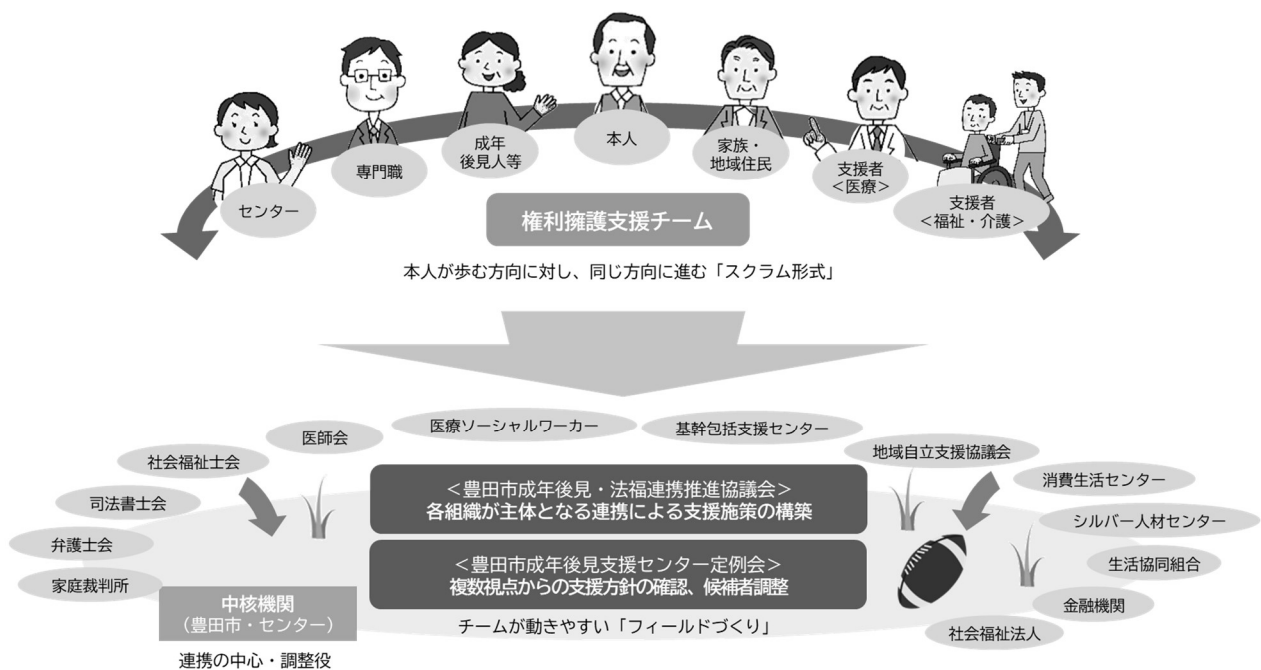 センター
専門職
成年
後見人等
本人
家族・
地域住民
支援者
＜医療＞
支援者
＜福祉・介護＞
権利擁護支援チーム
本人が歩む方向に対し、同じ方向に進む「スクラム形式」
医師会
医療ソーシャルワーカー
基幹包括支援センター
地域自立支援協議会
社会福祉士会
司法書士会
弁護士会
家庭裁判所
消費生活センター
シルバー人材センター
生活協同組合
金融機関
社会福祉法人
＜豊田市成年後見・法福連携推進協議会＞
各組織が主体となる連携による支援施策の構築
＜豊田市成年後見支援センター定例会＞
複数視点からの支援方針の確認、候補者調整
チームが動きやすい「フィールドづくり」
中核機関
（豊田市・センター）
連携の中心・調整役